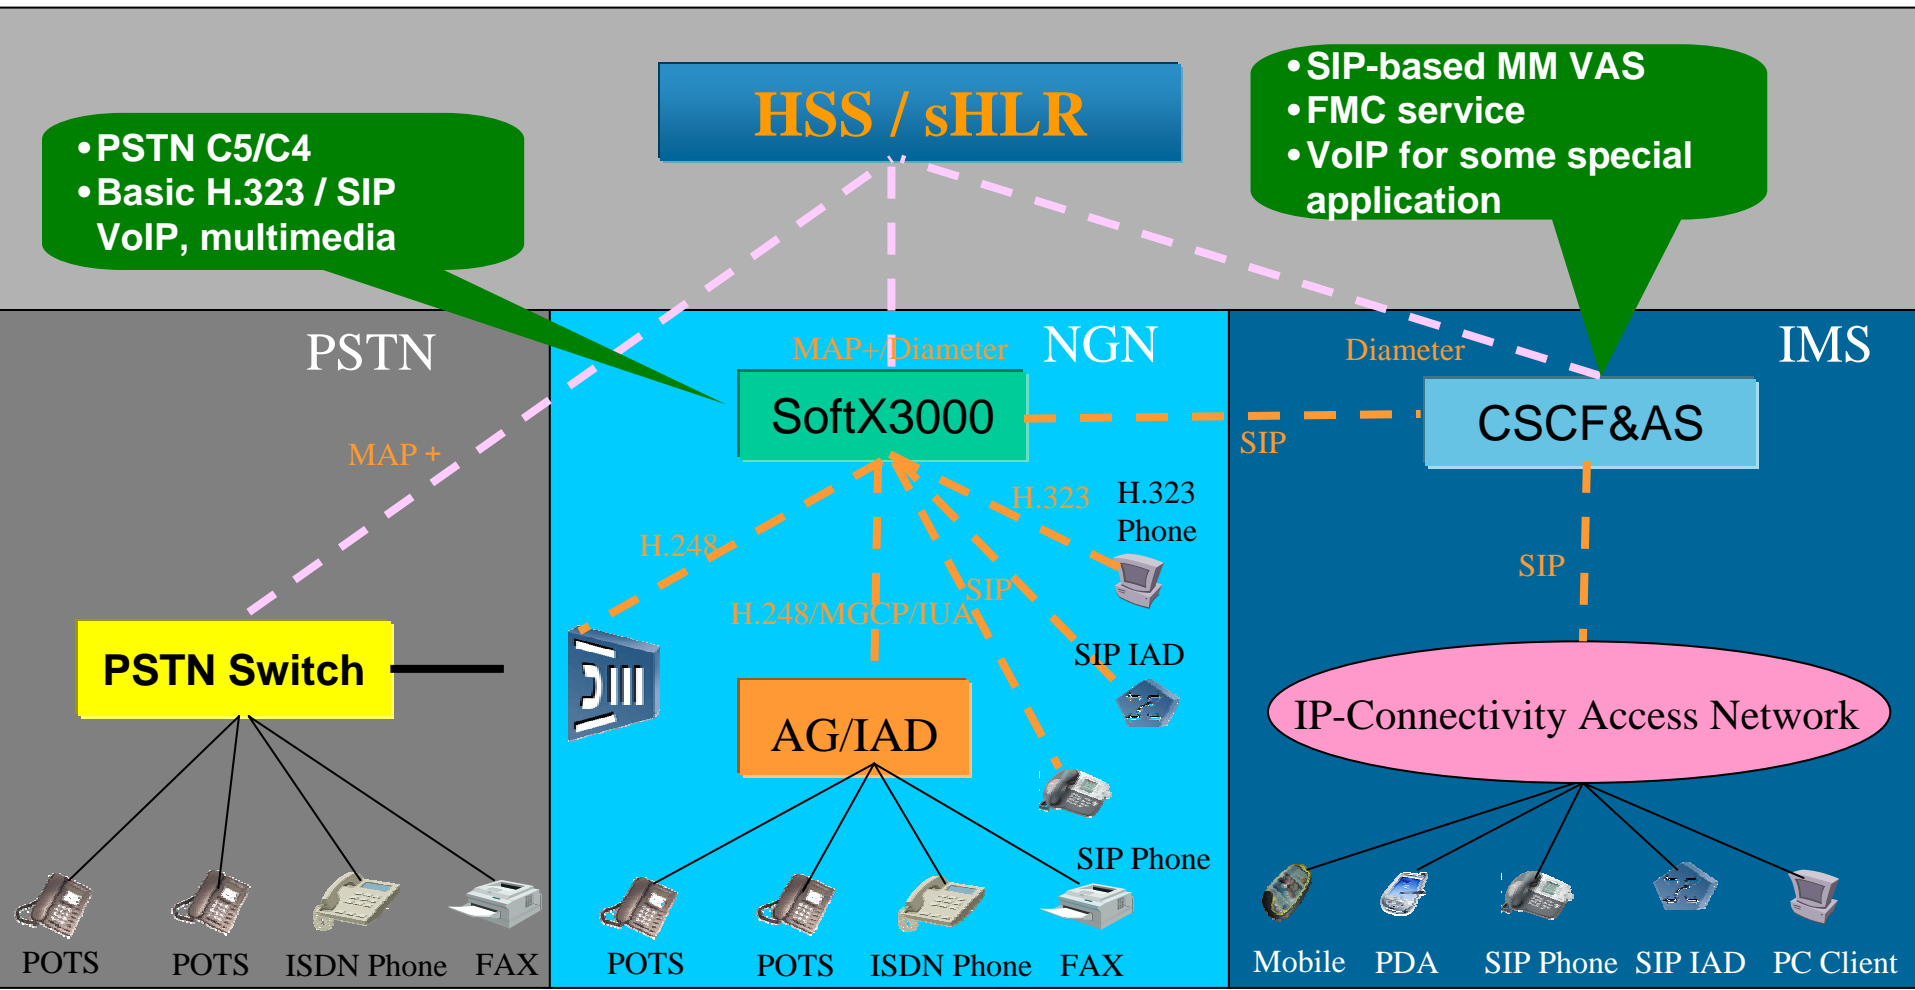 HSS / sHLR
•PSTN C5/C4
•Basic H.323 / SIP
VoIP, multimedia
•SIP-based MM VAS
•FMC service
•VoIP for some special
application
PSTN
NGN
IMS
MAP+/Diameter
Diameter
SoftX3000
CSCF&AS
MAP +
SIP
H.323
H.323
Phone
H.248
SIP
SIP
H.248/MGCP/IUA
PSTN Switch
SIP IAD
AG/IAD
IP-Connectivity Access Network
SIP Phone
POTS
POTS
ISDN Phone
FAX
POTS
POTS
ISDN Phone
FAX
Mobile
PDA
SIP Phone
SIP IAD
PC Client